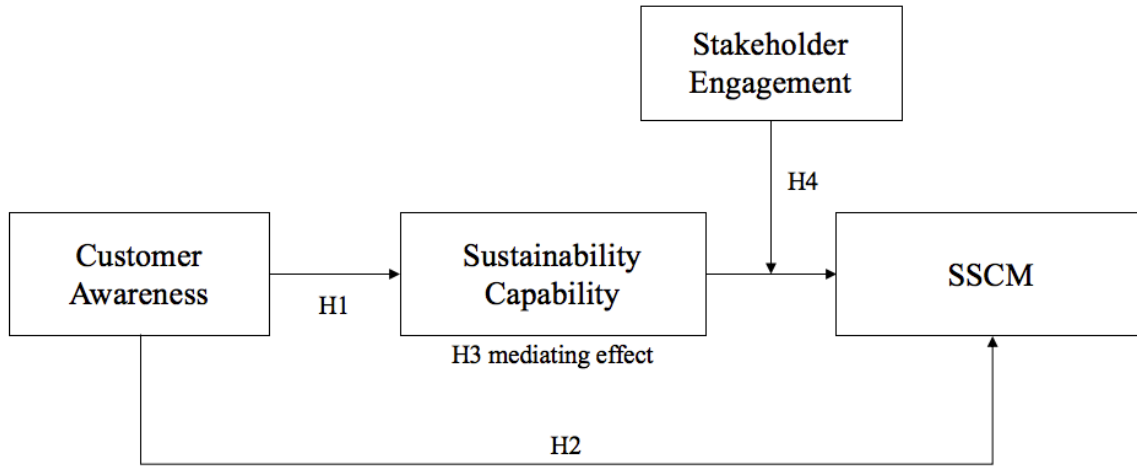 Stakeholder
Engagement
H4
Customer
Awareness
H1
Sustainability
Capability
SSCM
H3 mediating effect
H2